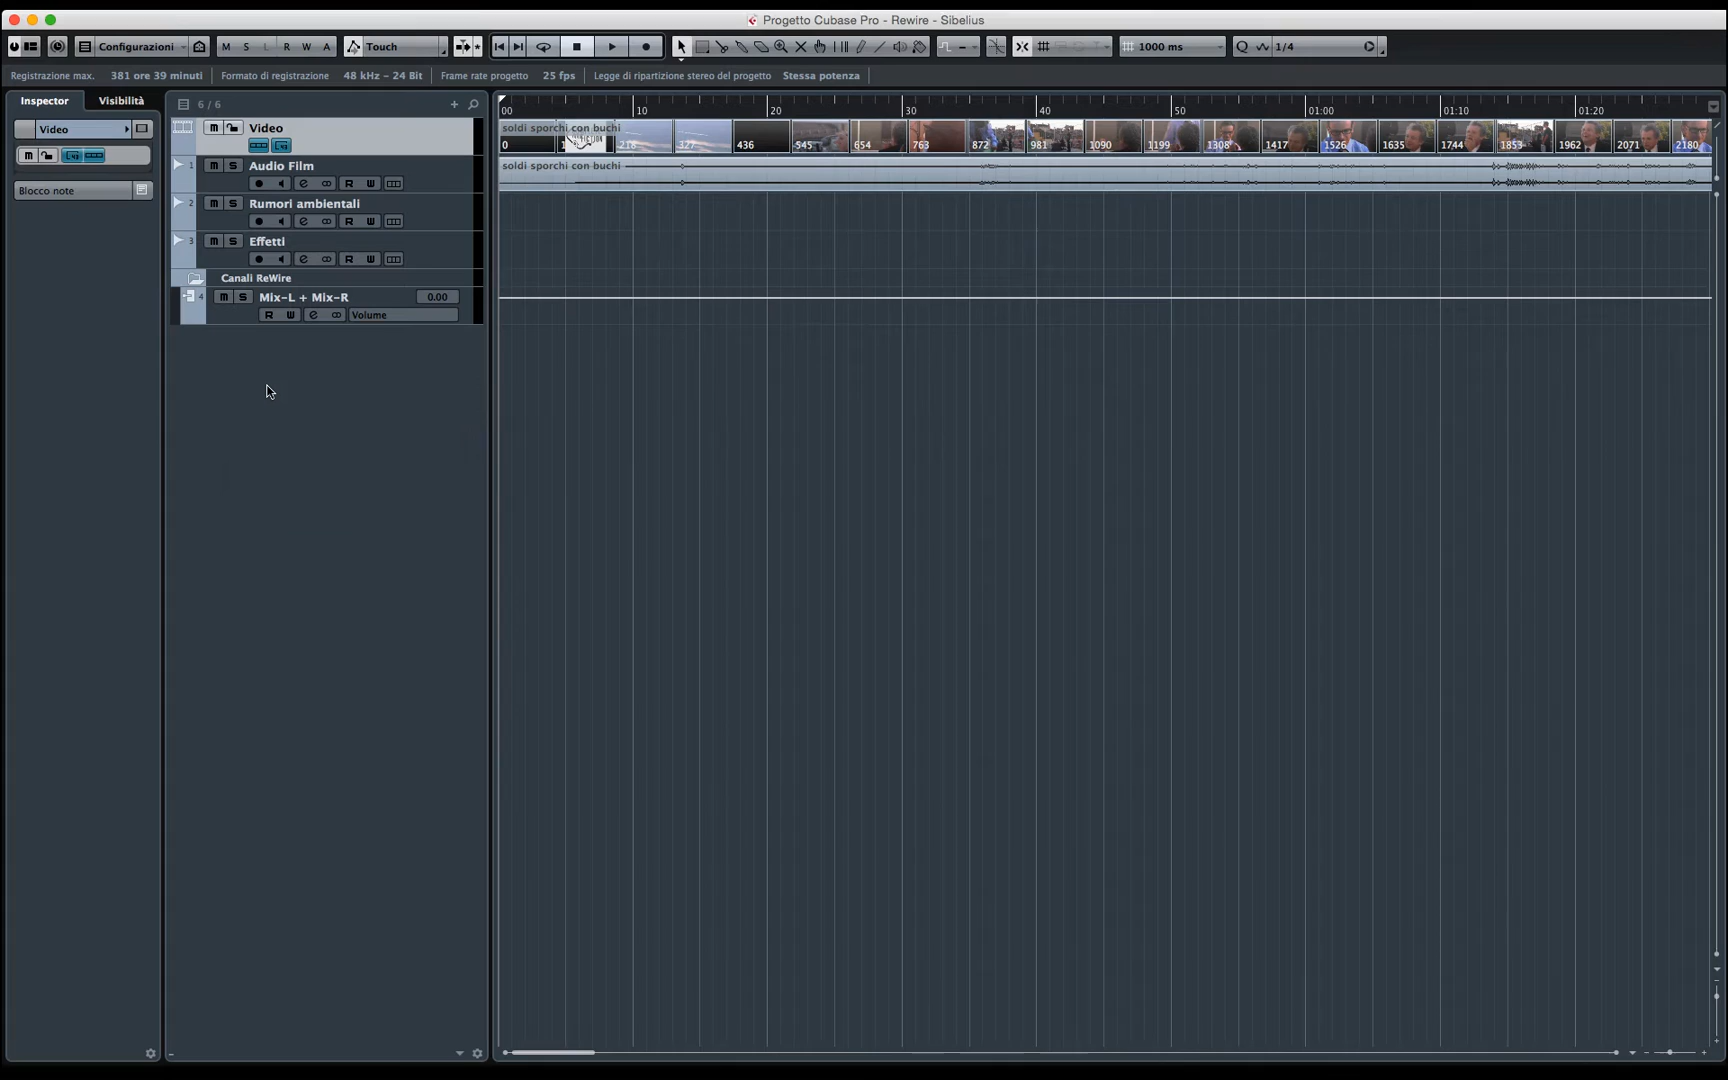 Progetto Cubase Pro - Rewire - Sibelius
Configurazioni M S L R W A Touch 1000 ms Q 1/4
Registrazione max. 381 ore 39 minuti Formato di registrazione 48 kHz - 24 Bit Frame rate progetto 25 fps Legge di ripartizione stereo del progetto Stessa potenza
Inspector Visibilità 6 / 6
00 10 20 30 40 50 01:00 01:10 01:20
Video
m
Blocco note
m Video
1 m S Audio Film
e R W
2 m S Rumori ambientali
e R W
3 m S Effetti
e R W
Canali ReWire
4 m S Mix-L + Mix-R 0.00
R W e Volume
soldi sporchi con buchi
0 218 327 436 545 654 763 872 981 1090 1199 1308 1417 1526 1635 1744 1853 1962 2071 2180
soldi sporchi con buchi